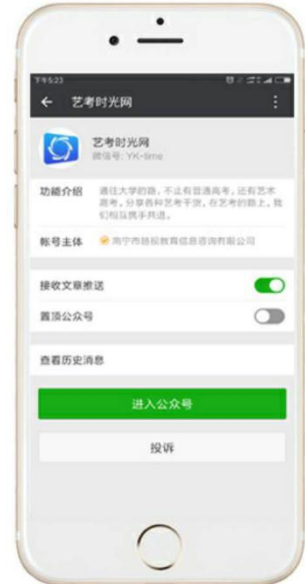 下午5:23
艺考时光网
艺考时光网
微信号: YK-time
功能介绍 通往大学的路,不止有普通高考,还有艺术
高考。分享各种艺考干货,在艺考的路上,我
们相互携手共进。
帐号主体
南宁市
教育信息咨询有限公司
接收文章推送
置顶公众号
查看历史消息
进入公众号
投诉